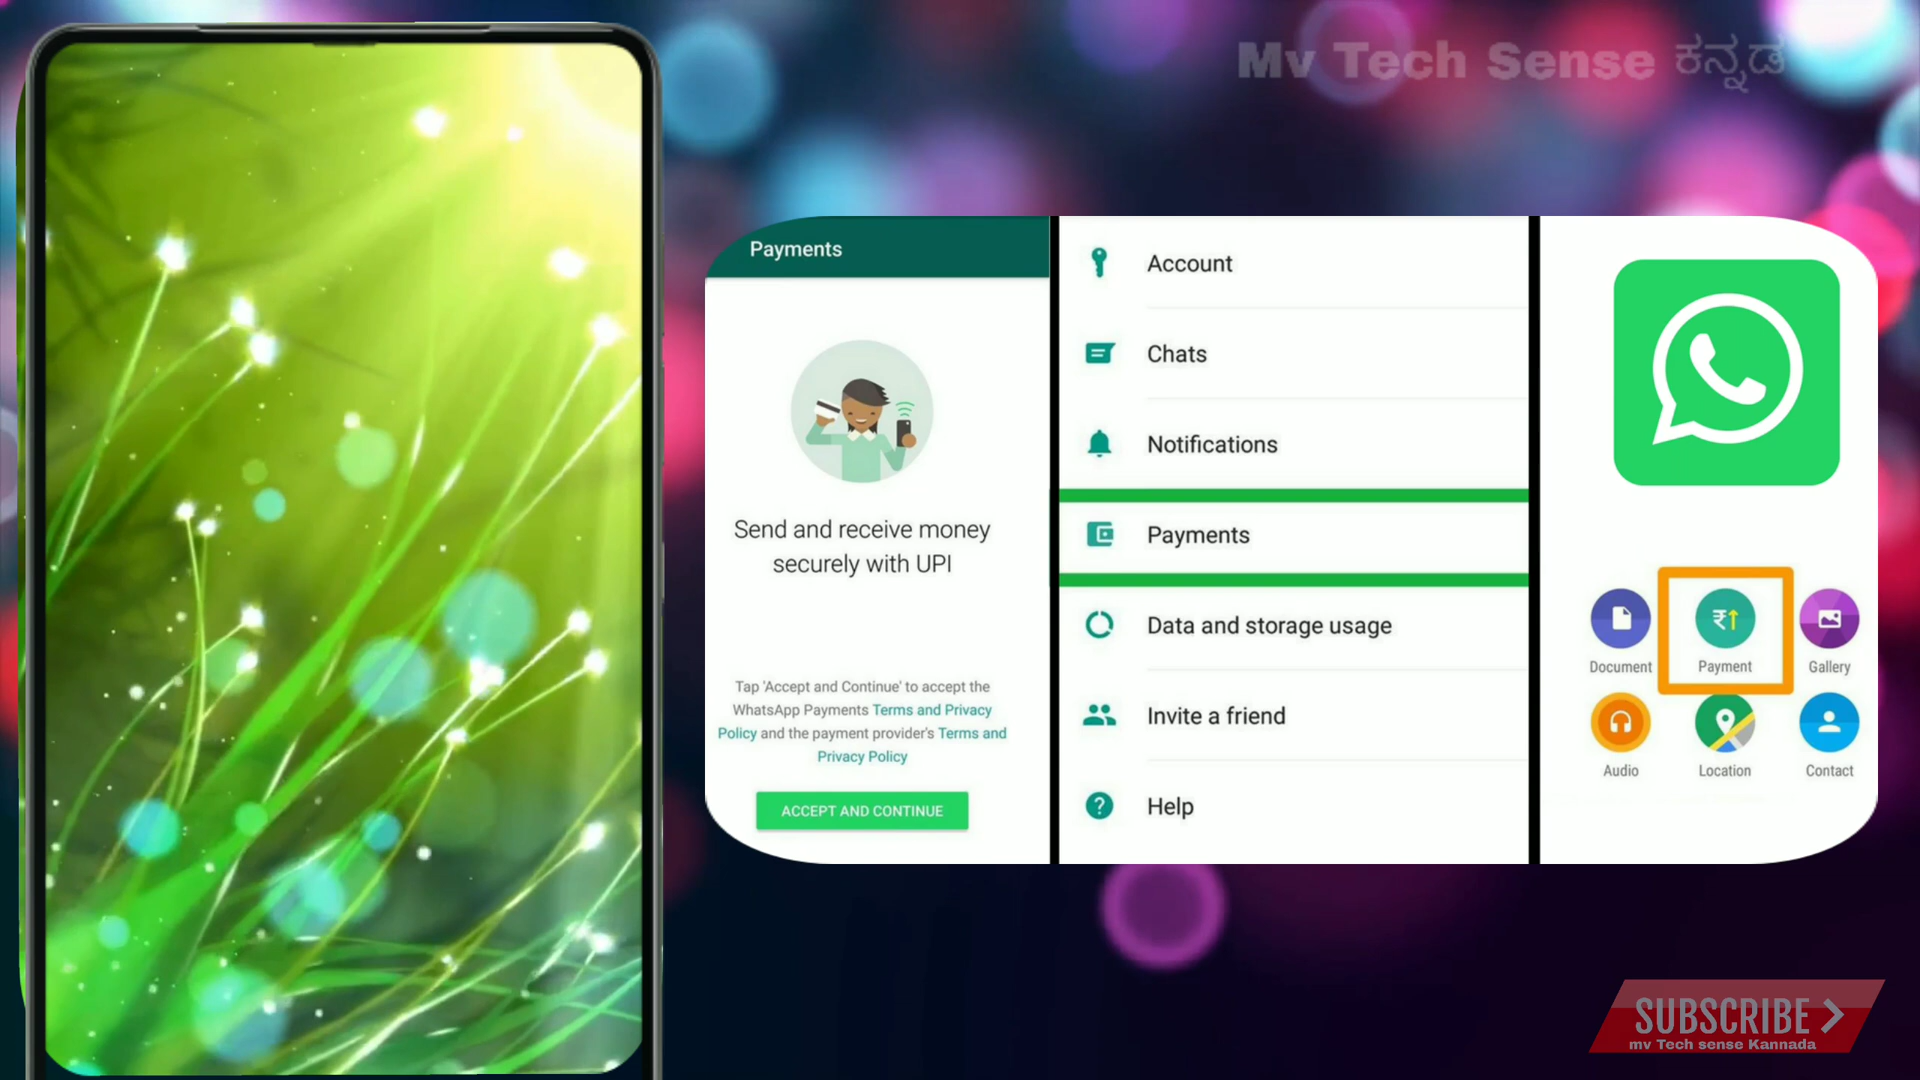 Mv Tech Sense ಕನ್ನಡ
Payments
Send and receive money
securely with UPI
Tap 'Accept and Continue' to accept the
WhatsApp Payments Terms and Privacy
Policy and the payment provider's Terms and
Privacy Policy
ACCEPT AND CONTINUE
Account
Chats
Notifications
Payments
Data and storage usage
Invite a friend
Help
Document
Payment
Gallery
Audio
Location
Contact
SUBSCRIBE
mv Tech sense Kannada